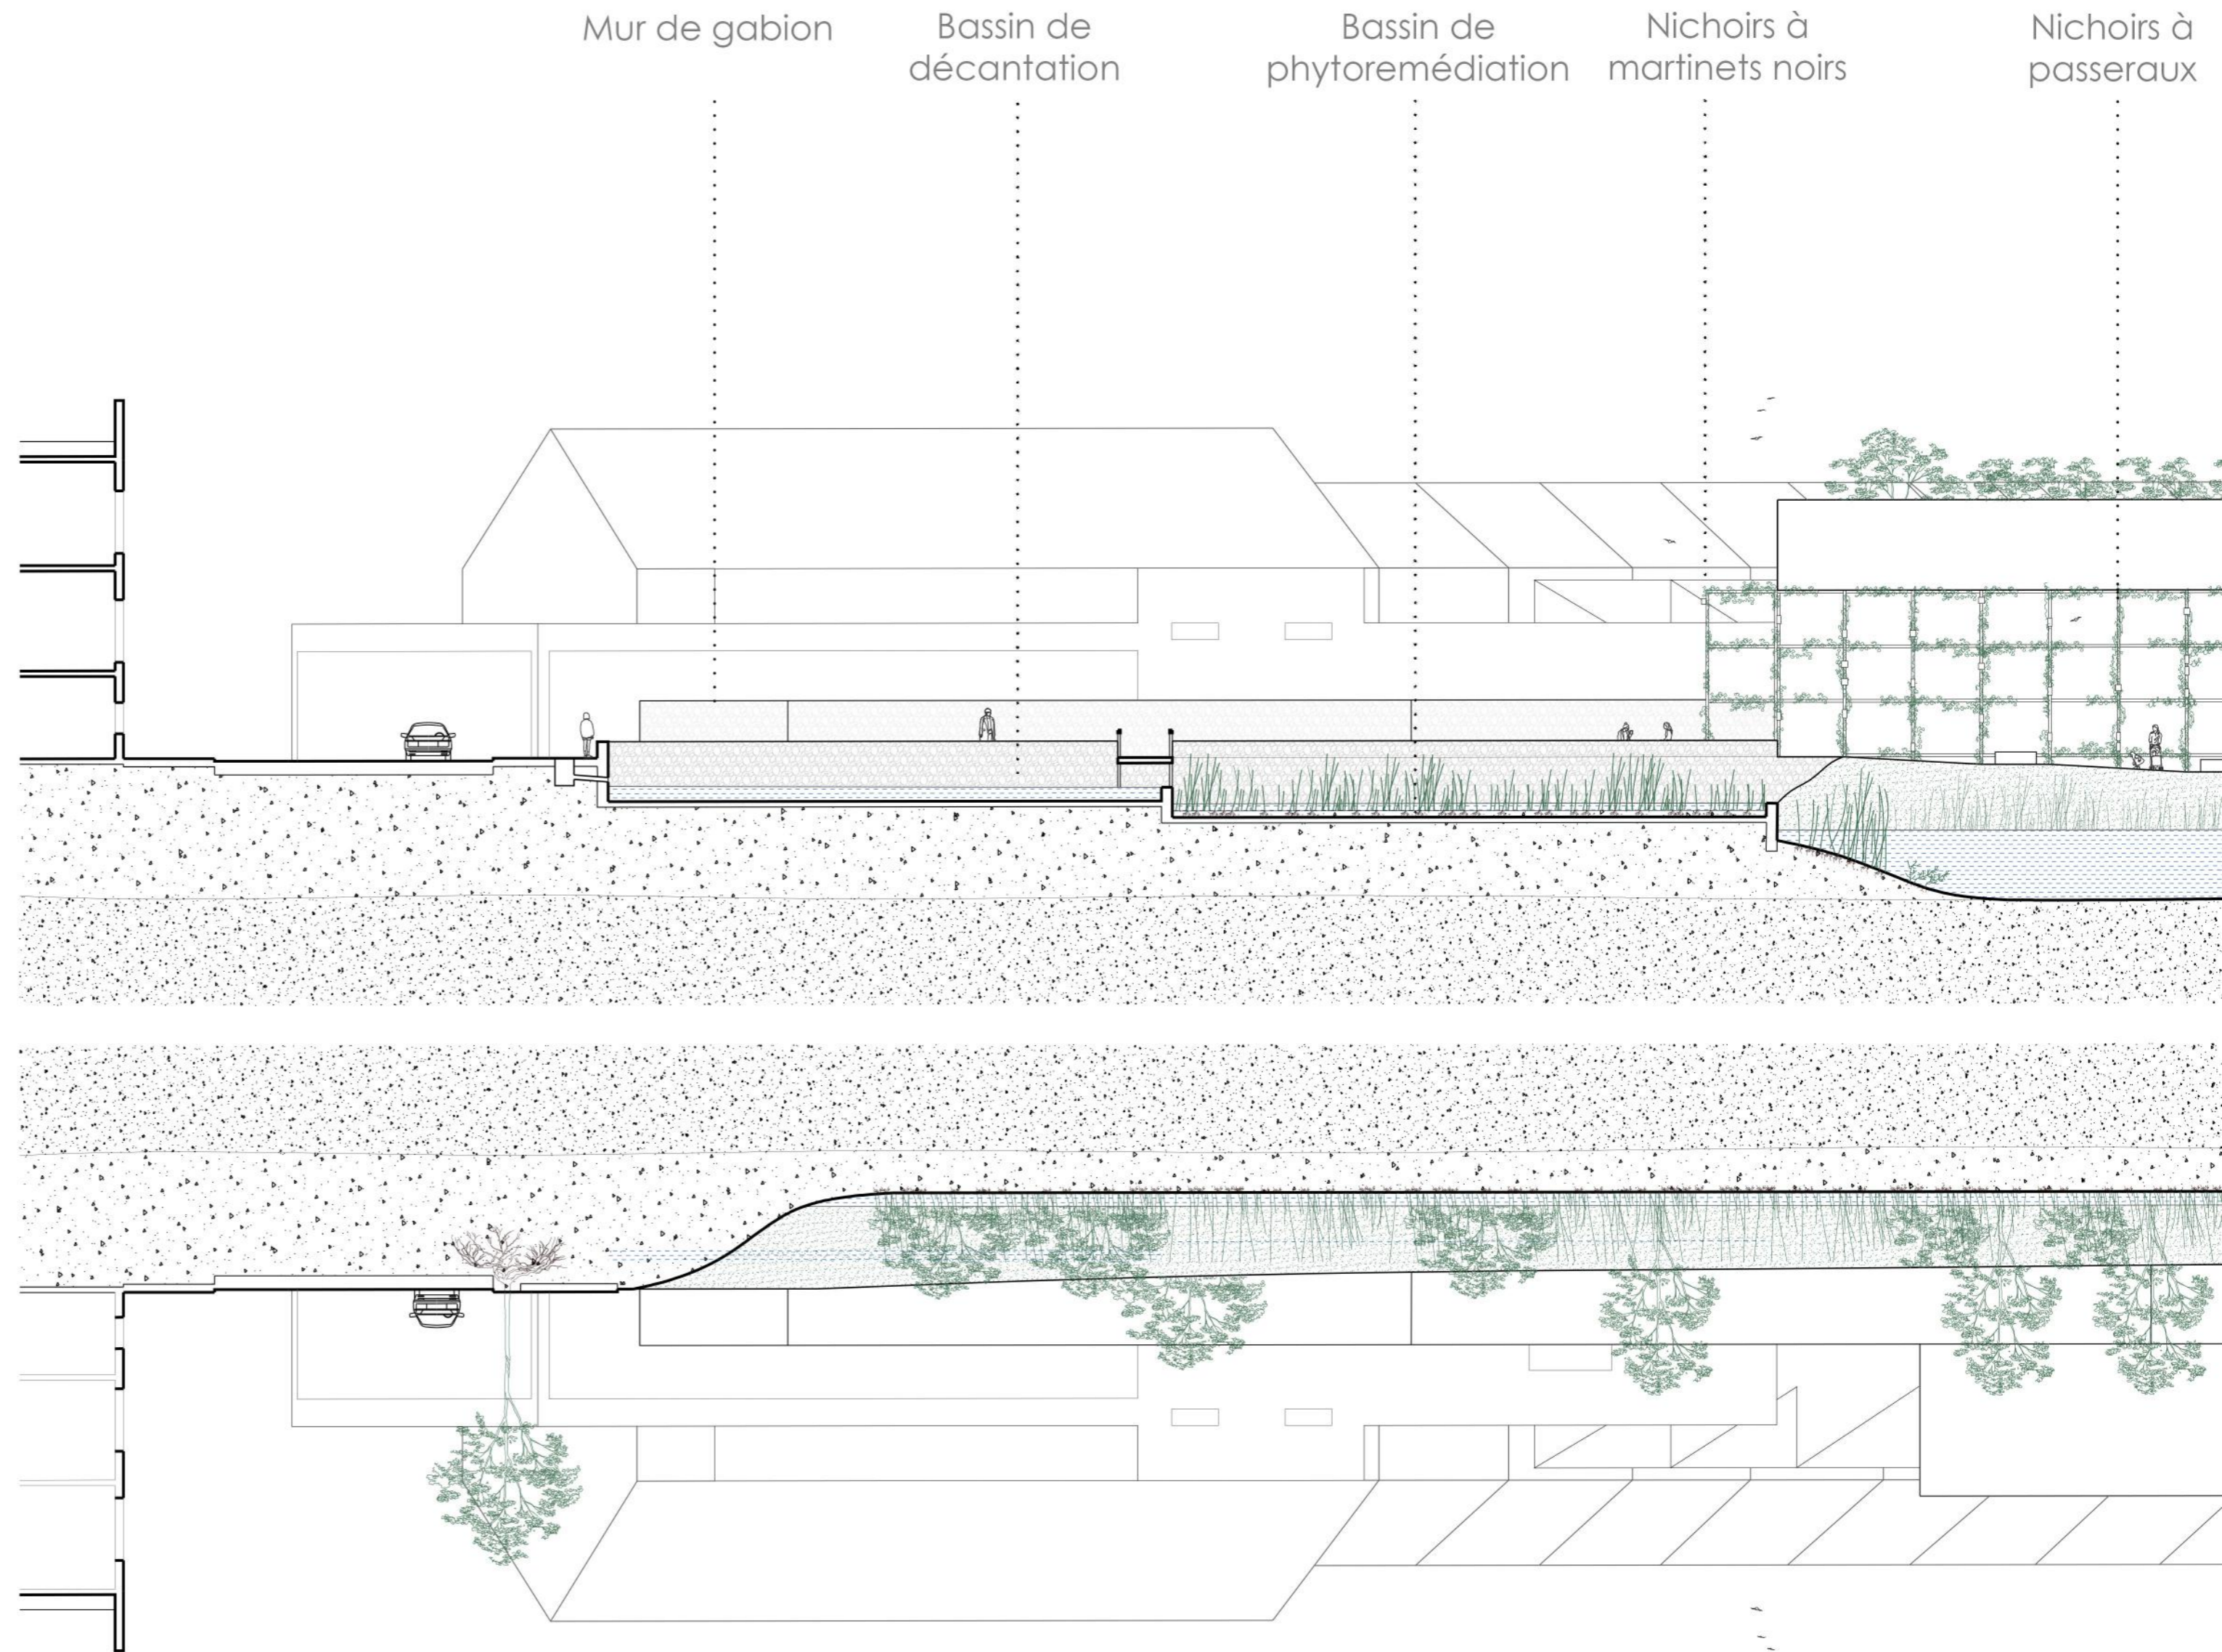 Mur de gabion
Bassin de
décantation
Bassin de
phytoremédiation
Nichoirs à
martinets noirs
Nichoirs à
passeraux